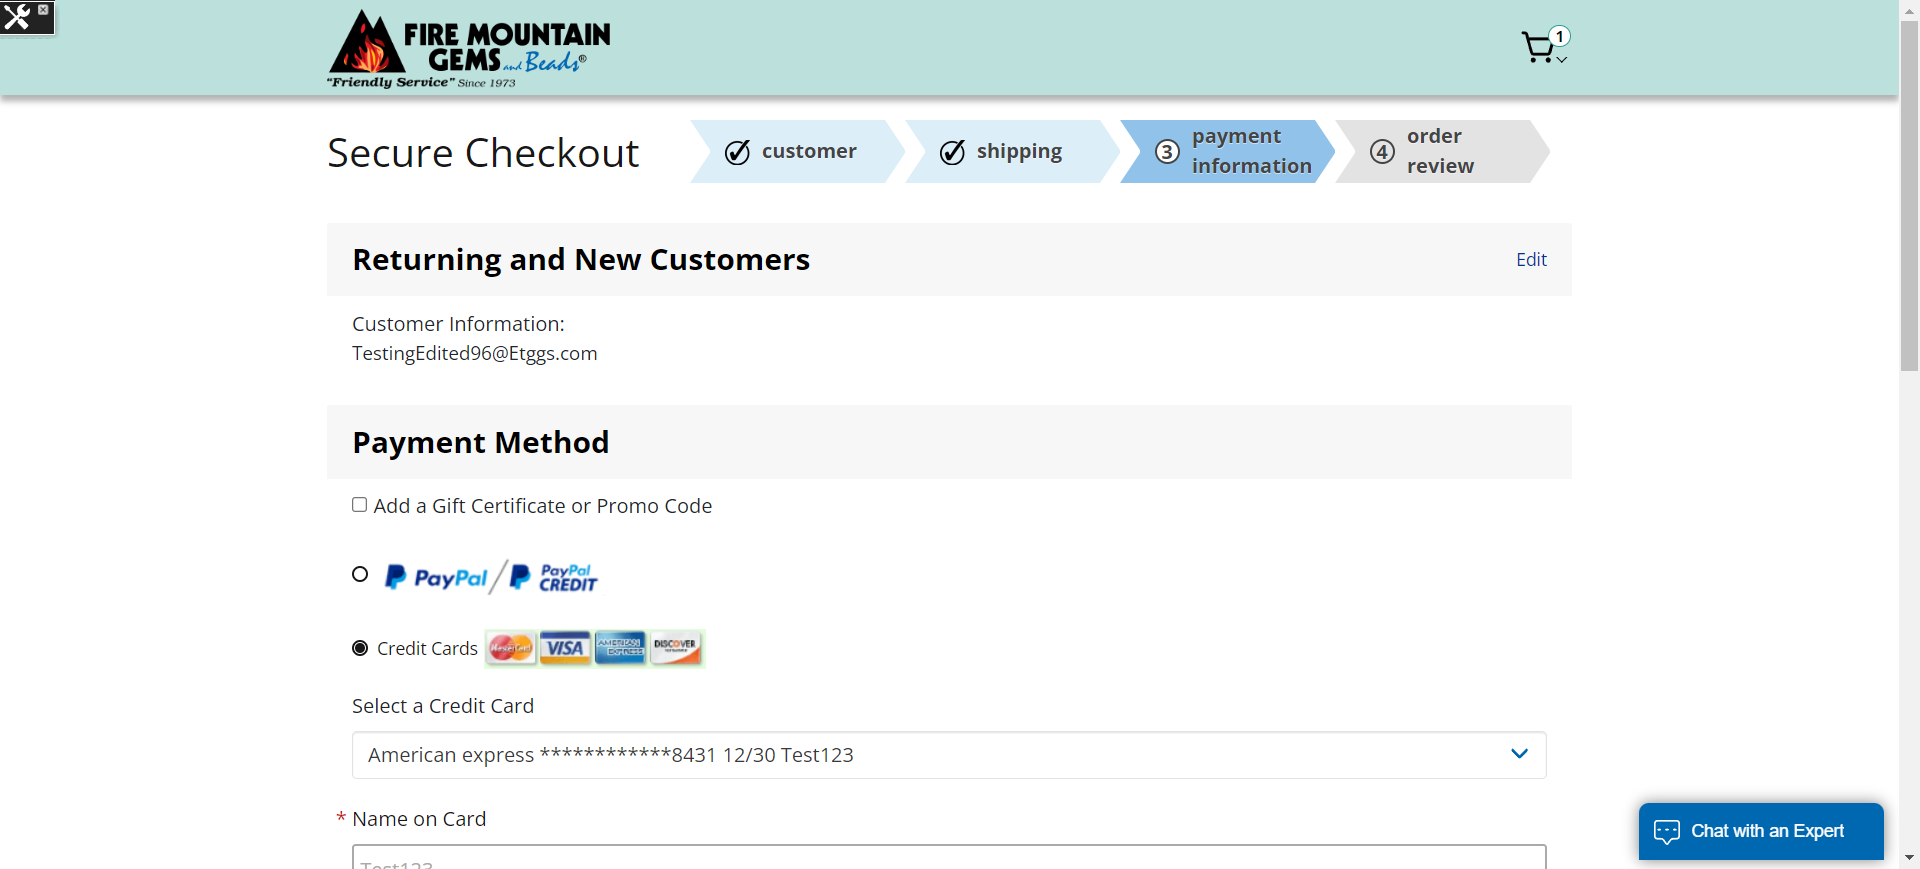 FIRE MOUNTAIN
GEMS and Beads®
"Friendly Service" Since 1973
1
Secure Checkout
customer
shipping
3 payment information
4 order review
Returning and New Customers
Edit
Customer Information:
TestingEdited96@Etggs.com
Payment Method
Add a Gift Certificate or Promo Code
PayPal / PayPal CREDIT
Credit Cards MasterCard VISA AMERICAN EXPRESS DISCOVER
Select a Credit Card
American express ************8431 12/30 Test123
* Name on Card
Test123
Chat with an Expert